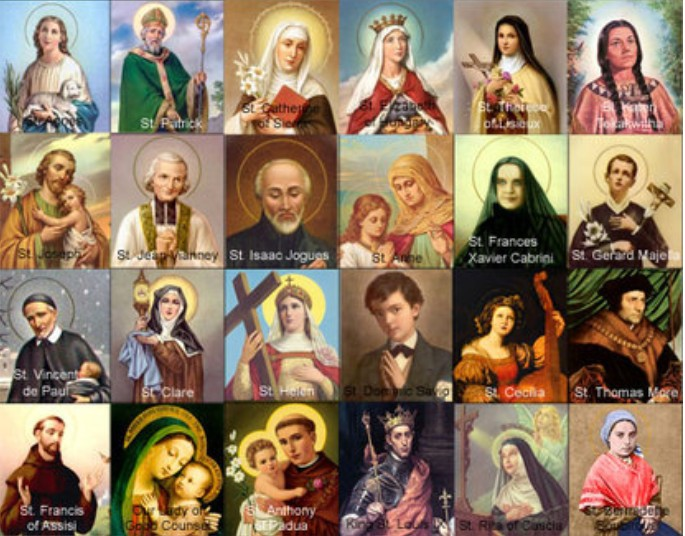 St. Agnes
St. Patrick
St. Catherine
of Siena
St. Elizabeth
of Hungary
St. Therese
of Lisieux
St. Kateri
Tekakwitha
St. Joseph
St. Jean Vianney
St. Isaac Jogues
St. Anne
St. Frances
Xavier Cabrini
St. Gerard Majella
St. Vincent
de Paul
St. Clare
St. Helen
St. Dominic Savio
St. Cecilia
St. Thomas More
St. Francis
of Assisi
Our Lady of
Good Counsel
St. Anthony
of Padua
King St. Louis IX
St. Rita of Cascia
St. Bernadette
Soubirous